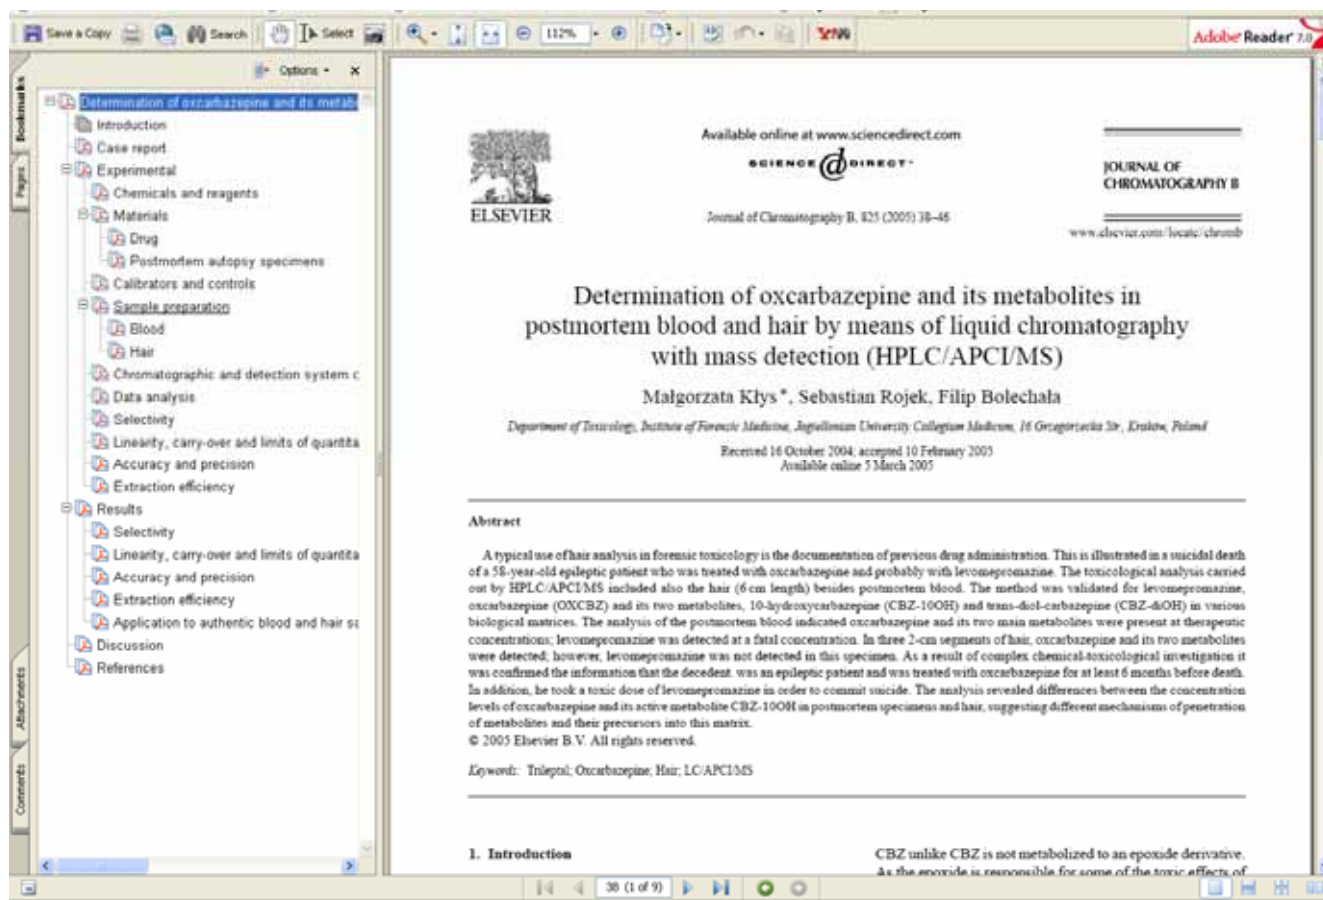 Save a Copy
Search
Select
112%
Adobe Reader 7.0
Options
Bookmarks
Pages
Attachments
Comments
Determination of oxcarbazepine and its metab
Introduction
Case report
Experimental
Chemicals and reagents
Materials
Drug
Postmortem autopsy specimens
Calibrators and controls
Sample preparation
Blood
Hair
Chromatographic and detection system c
Data analysis
Selectivity
Linearity, carry-over and limits of quantita
Accuracy and precision
Extraction efficiency
Results
Selectivity
Linearity, carry-over and limits of quantita
Accuracy and precision
Extraction efficiency
Application to authentic blood and hair sa
Discussion
References
ELSEVIER
Available online at www.sciencedirect.com
SCIENCE @ DIRECT·
Journal of Chromatography B, 825 (2005) 38–46
JOURNAL OF
CHROMATOGRAPHY B
www.elsevier.com/locate/chromb
Determination of oxcarbazepine and its metabolites in
postmortem blood and hair by means of liquid chromatography
with mass detection (HPLC/APCI/MS)
Małgorzata Kłys*, Sebastian Rojek, Filip Bolechała
Department of Toxicology, Institute of Forensic Medicine, Jagiellonian University Collegium Medicum, 16 Grzegorzecka Str., Kraków, Poland
Received 16 October 2004; accepted 10 February 2005
Available online 5 March 2005
Abstract
A typical use of hair analysis in forensic toxicology is the documentation of previous drug administration. This is illustrated in a suicidal death
of a 58-year-old epileptic patient who was treated with oxcarbazepine and probably with levomepromazine. The toxicological analysis carried
out by HPLC/APCI/MS included also the hair (6 cm length) besides postmortem blood. The method was validated for levomepromazine,
oxcarbazepine (OXCBZ) and its two metabolites, 10-hydroxycarbazepine (CBZ-10OH) and trans-diol-carbazepine (CBZ-diOH) in various
biological matrices. The analysis of the postmortem blood indicated oxcarbazepine and its two main metabolites were present at therapeutic
concentrations; levomepromazine was detected at a fatal concentration. In three 2-cm segments of hair, oxcarbazepine and its two metabolites
were detected; however, levomepromazine was not detected in this specimen. As a result of complex chemical-toxicological investigation it
was confirmed the information that the decedent. was an epileptic patient and was treated with oxcarbazepine for at least 6 months before death.
In addition, he took a toxic dose of levomepromazine in order to commit suicide. The analysis revealed differences between the concentration
levels of oxcarbazepine and its active metabolite CBZ-10OH in postmortem specimens and hair, suggesting different mechanisms of penetration
of metabolites and their precursors into this matrix.
© 2005 Elsevier B.V. All rights reserved.
Keywords: Trileptal; Oxcarbazepine; Hair; LC/APCI/MS
1. Introduction
CBZ unlike CBZ is not metabolized to an epoxide derivative.
As the epoxide is responsible for some of the toxic effects of
38 (1 of 9)